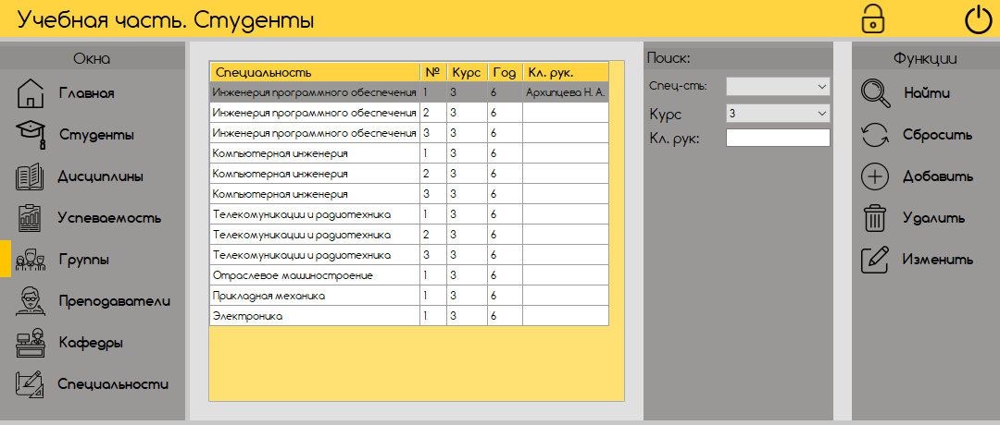 Учебная часть. Студенты
Окна
Главная
Студенты
Дисциплины
Успеваемость
Группы
Преподаватели
Кафедры
Специальности
Специальность № Курс Год Кл. рук.
Инженерия программного обеспечения 1 3 6 Архипцева Н. А.
Инженерия программного обеспечения 2 3 6
Инженерия программного обеспечения 3 3 6
Компьютерная инженерия 1 3 6
Компьютерная инженерия 2 3 6
Компьютерная инженерия 3 3 6
Телекомуникации и радиотехника 1 3 6
Телекомуникации и радиотехника 2 3 6
Телекомуникации и радиотехника 3 3 6
Отраслевое машиностроение 1 3 6
Прикладная механика 1 3 6
Электроника 1 3 6
Поиск:
Спец-сть:
Курс 3
Кл. рук:
Функции
Найти
Сбросить
Добавить
Удалить
Изменить